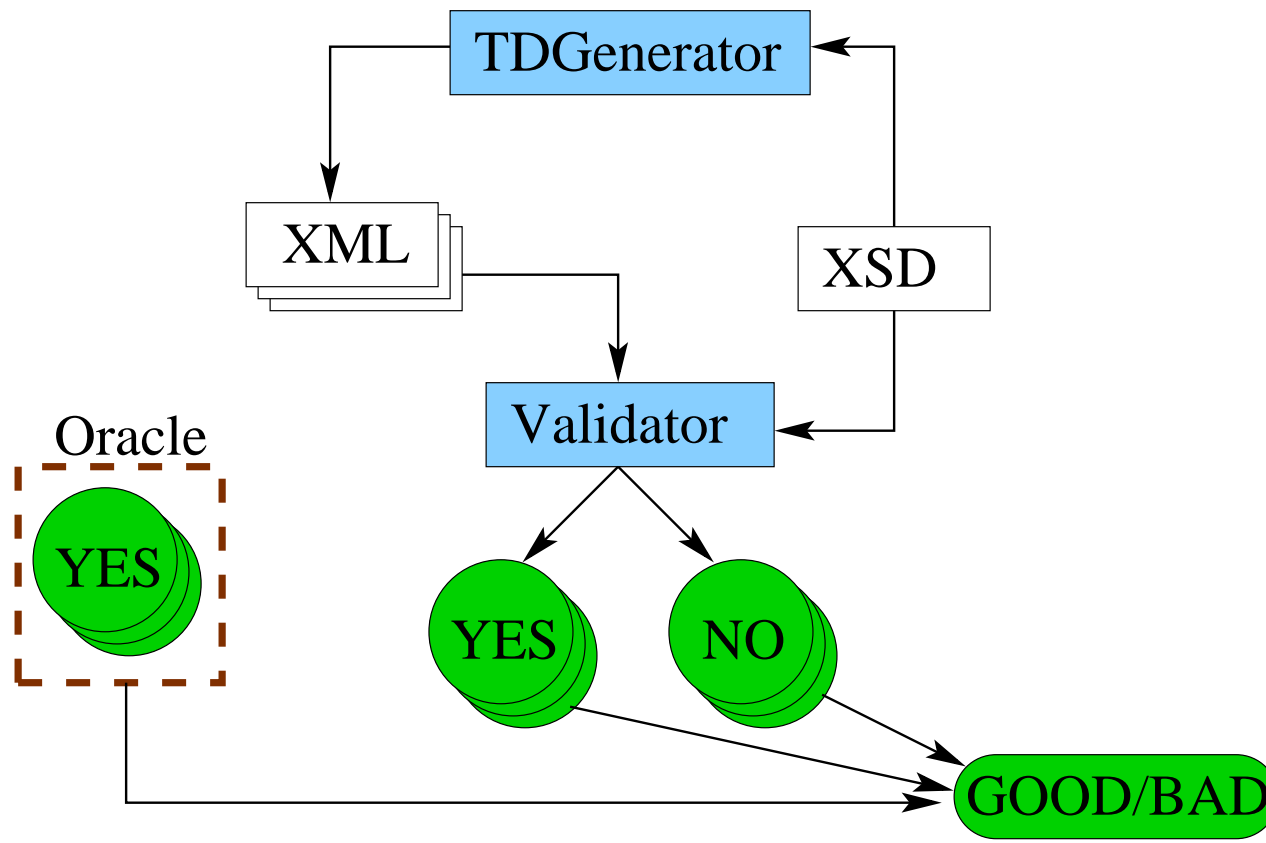 TDGenerator
XML
XSD
Validator
Oracle
YES
YES
NO
GOOD/BAD